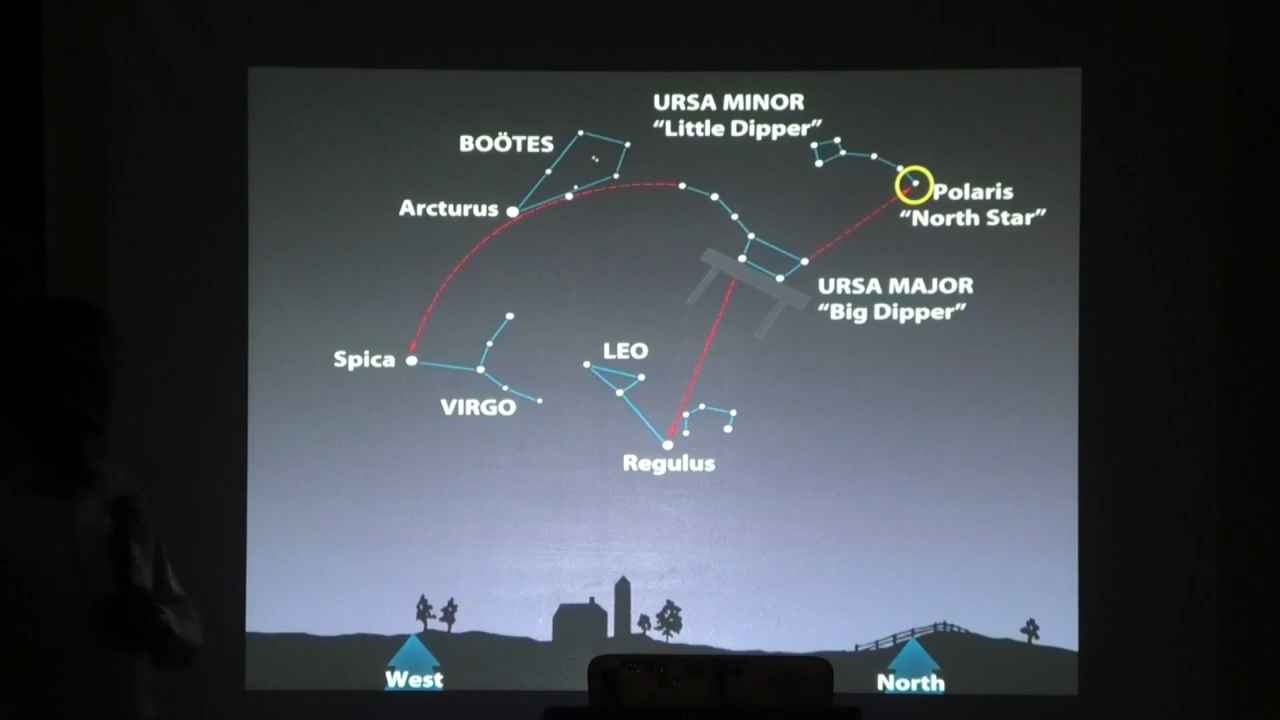 URSA MINOR
“Little Dipper”
BOÖTES
Arcturus
Polaris
“North Star”
URSA MAJOR
“Big Dipper”
Spica
LEO
VIRGO
Regulus
West
North